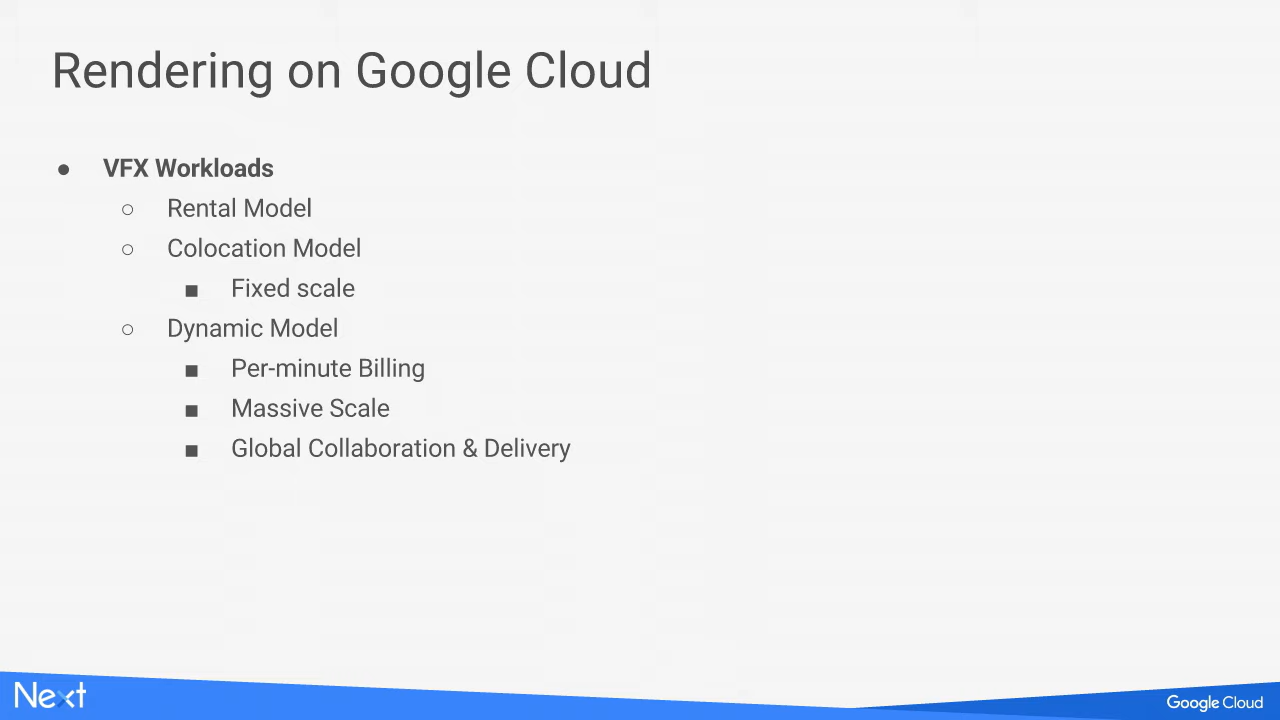 Rendering on Google Cloud
● VFX Workloads
○ Rental Model
○ Colocation Model
■ Fixed scale
○ Dynamic Model
■ Per-minute Billing
■ Massive Scale
■ Global Collaboration & Delivery
Next
Google Cloud